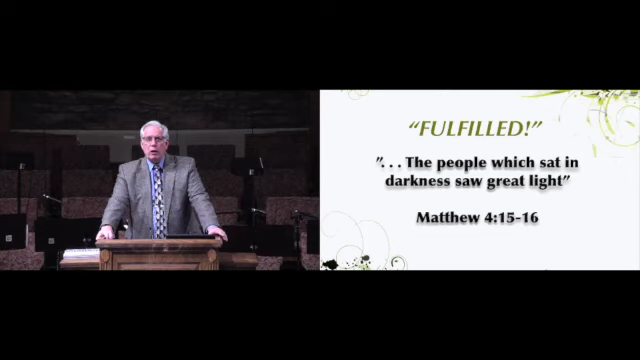 “FULFILLED!”
”. . . The people which sat in
darkness saw great light”
Matthew 4:15-16